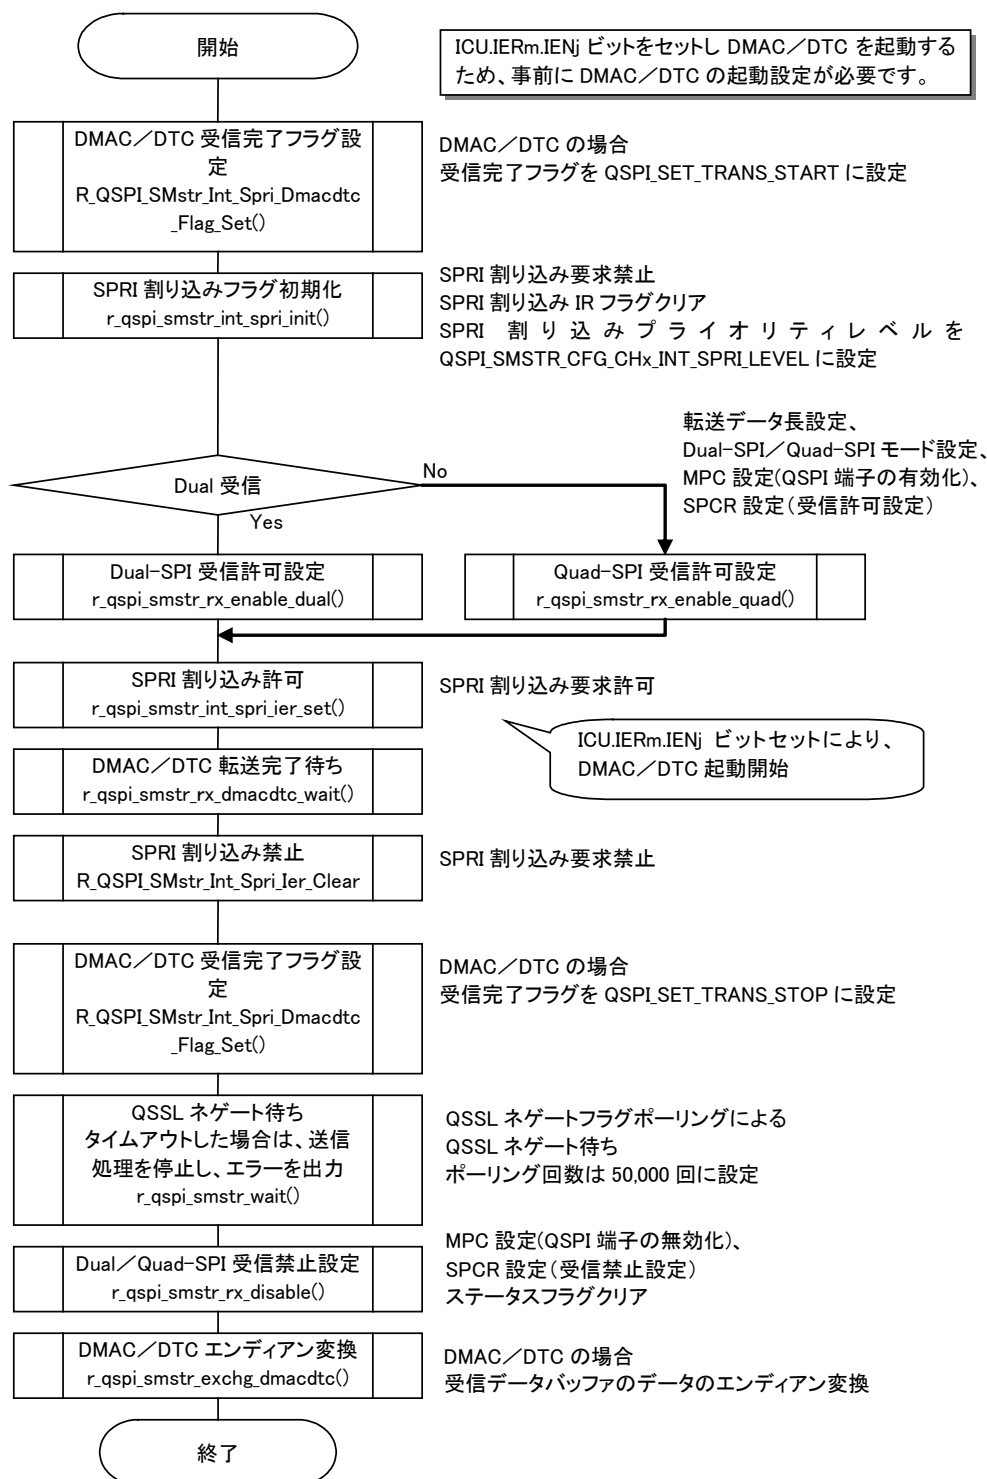 開始
ICU.IERm.IENj ビットをセットし DMAC／DTC を起動する
ため、事前に DMAC／DTC の起動設定が必要です。
DMAC／DTC 受信完了フラグ設
定
R_QSPI_SMstr_Int_Spri_Dmacdtc
_Flag_Set()
DMAC／DTC の場合
受信完了フラグを QSPI_SET_TRANS_START に設定
SPRI 割り込みフラグ初期化
r_qspi_smstr_int_spri_init()
SPRI 割り込み要求禁止
SPRI 割り込み IR フラグクリア
SPRI 割り込みプライオリティレベルを
QSPI_SMSTR_CFG_CHx_INT_SPRI_LEVEL に設定
転送データ長設定、
Dual-SPI／Quad-SPI モード設定、
MPC 設定(QSPI 端子の有効化)、
SPCR 設定（受信許可設定）
Dual 受信
No
Yes
Dual-SPI 受信許可設定
r_qspi_smstr_rx_enable_dual()
Quad-SPI 受信許可設定
r_qspi_smstr_rx_enable_quad()
SPRI 割り込み許可
r_qspi_smstr_int_spri_ier_set()
SPRI 割り込み要求許可
ICU.IERm.IENj ビットセットにより、
DMAC／DTC 起動開始
DMAC／DTC 転送完了待ち
r_qspi_smstr_rx_dmacdtc_wait()
SPRI 割り込み禁止
R_QSPI_SMstr_Int_Spri_Ier_Clear
SPRI 割り込み要求禁止
DMAC／DTC 受信完了フラグ設
定
R_QSPI_SMstr_Int_Spri_Dmacdtc
_Flag_Set()
DMAC／DTC の場合
受信完了フラグを QSPI_SET_TRANS_STOP に設定
QSSL ネゲート待ち
タイムアウトした場合は、送信
処理を停止し、エラーを出力
r_qspi_smstr_wait()
QSSL ネゲートフラグポーリングによる
QSSL ネゲート待ち
ポーリング回数は 50,000 回に設定
Dual／Quad-SPI 受信禁止設定
r_qspi_smstr_rx_disable()
MPC 設定(QSPI 端子の無効化)、
SPCR 設定（受信禁止設定）
ステータスフラグクリア
DMAC／DTC エンディアン変換
r_qspi_smstr_exchg_dmacdtc()
DMAC／DTC の場合
受信データバッファのデータのエンディアン変換
終了